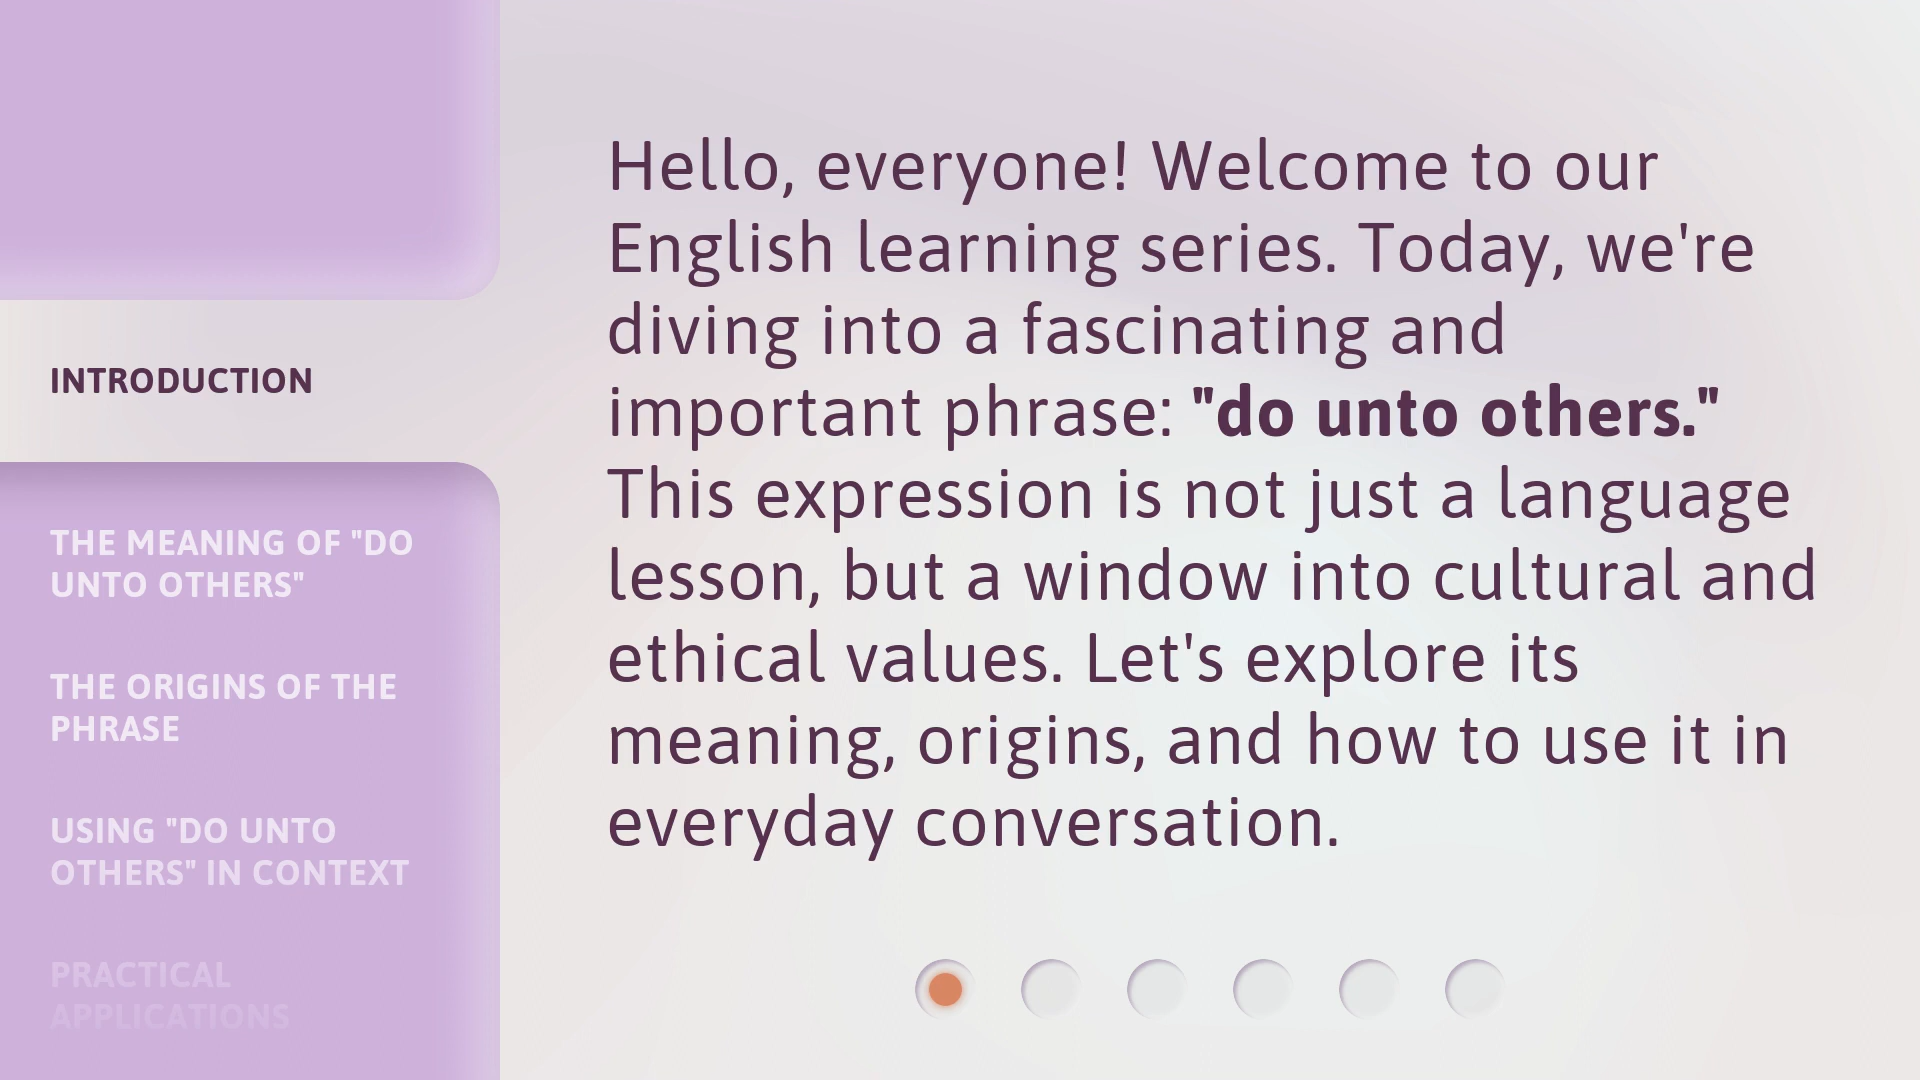 INTRODUCTION
THE MEANING OF "DO
UNTO OTHERS"
THE ORIGINS OF THE
PHRASE
USING "DO UNTO
OTHERS" IN CONTEXT
PRACTICAL
APPLICATIONS
Hello, everyone! Welcome to our
English learning series. Today, we're
diving into a fascinating and
important phrase: "do unto others."
This expression is not just a language
lesson, but a window into cultural and
ethical values. Let's explore its
meaning, origins, and how to use it in
everyday conversation.